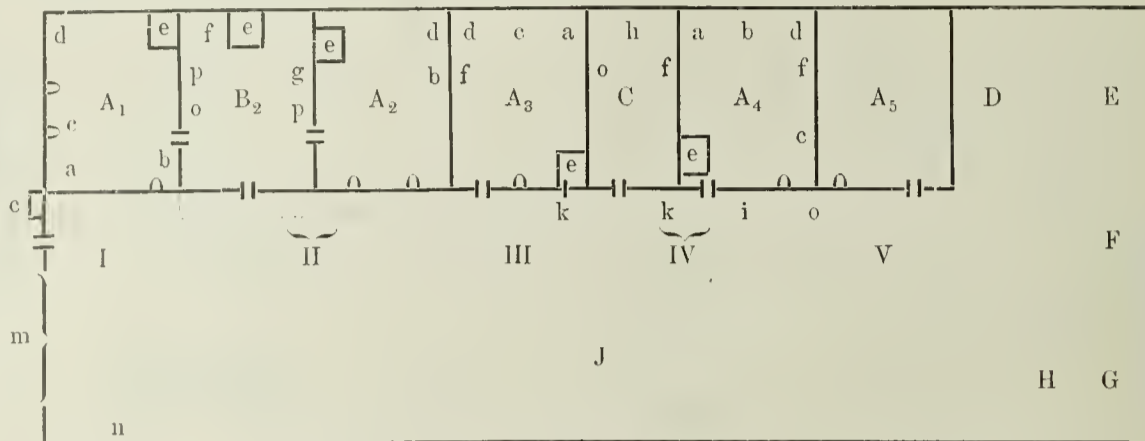 d e f e d d c a h a b d
e
p g b f o f f
A₁ o B₂ p A₂ A₃ C A₄ A₅ D E
c c
b e e
a
c k k i o
I II III IV V F
m J
H G
n